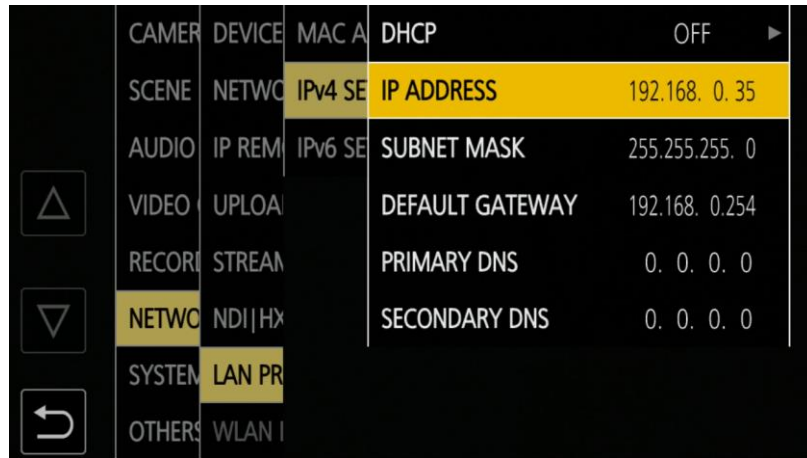 CAMER DEVICE MAC A DHCP OFF
SCENE NETWO IPv4 SE IP ADDRESS 192.168. 0. 35
AUDIO IP REM IPv6 SE SUBNET MASK 255.255.255. 0
VIDEO UPLOA DEFAULT GATEWAY 192.168. 0.254
RECORD STREAM PRIMARY DNS 0. 0. 0. 0
NETWO NDI|HX SECONDARY DNS 0. 0. 0. 0
SYSTEM LAN PR
OTHERS WLAN